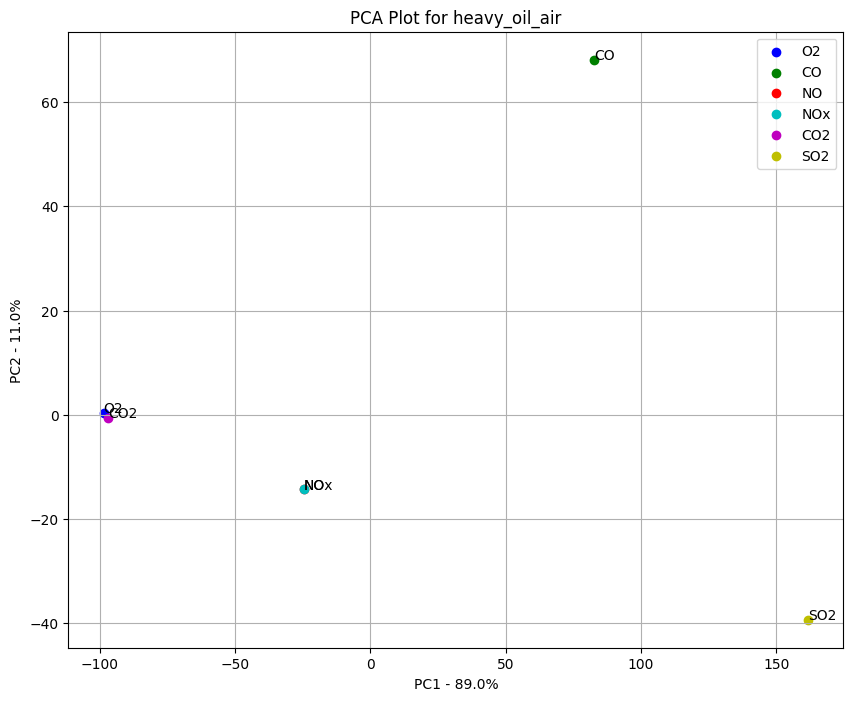 PCA Plot for heavy_oil_air
CO
O2
CO
NO
NOx
CO2
SO2
60
40
20
0
−20
−40
O2
CO2
NO
NOx
SO2
−100
−50
0
50
100
150
PC1 - 89.0%
PC2 - 11.0%